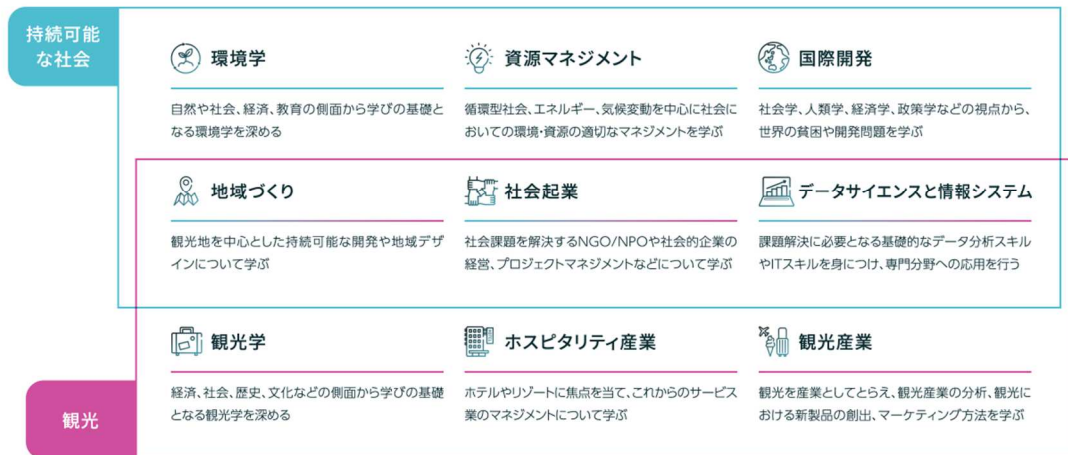 持続可能
な社会
環境学
自然や社会、経済、教育の側面から学びの基礎と
なる環境学を深める
資源マネジメント
循環型社会、エネルギー、気候変動を中心に社会に
おいての環境・資源の適切なマネジメントを学ぶ
国際開発
社会学、人類学、経済学、政策学などの視点から、
世界の貧困や開発問題を学ぶ
地域づくり
観光地を中心とした持続可能な開発や地域デザ
インについて学ぶ
社会起業
社会課題を解決するNGO/NPOや社会的企業の
経営、プロジェクトマネジメントなどについて学ぶ
データサイエンスと情報システム
課題解決に必要となる基礎的なデータ分析スキル
やITスキルを身につけ、専門分野への応用を行う
観光学
経済、社会、歴史、文化などの側面から学びの基礎
となる観光学を深める
ホスピタリティ産業
ホテルやリゾートに焦点を当て、これからのサービス
業のマネジメントについて学ぶ
観光産業
観光を産業としてとらえ、観光産業の分析、観光に
おける新製品の創出、マーケティング方法を学ぶ
観光